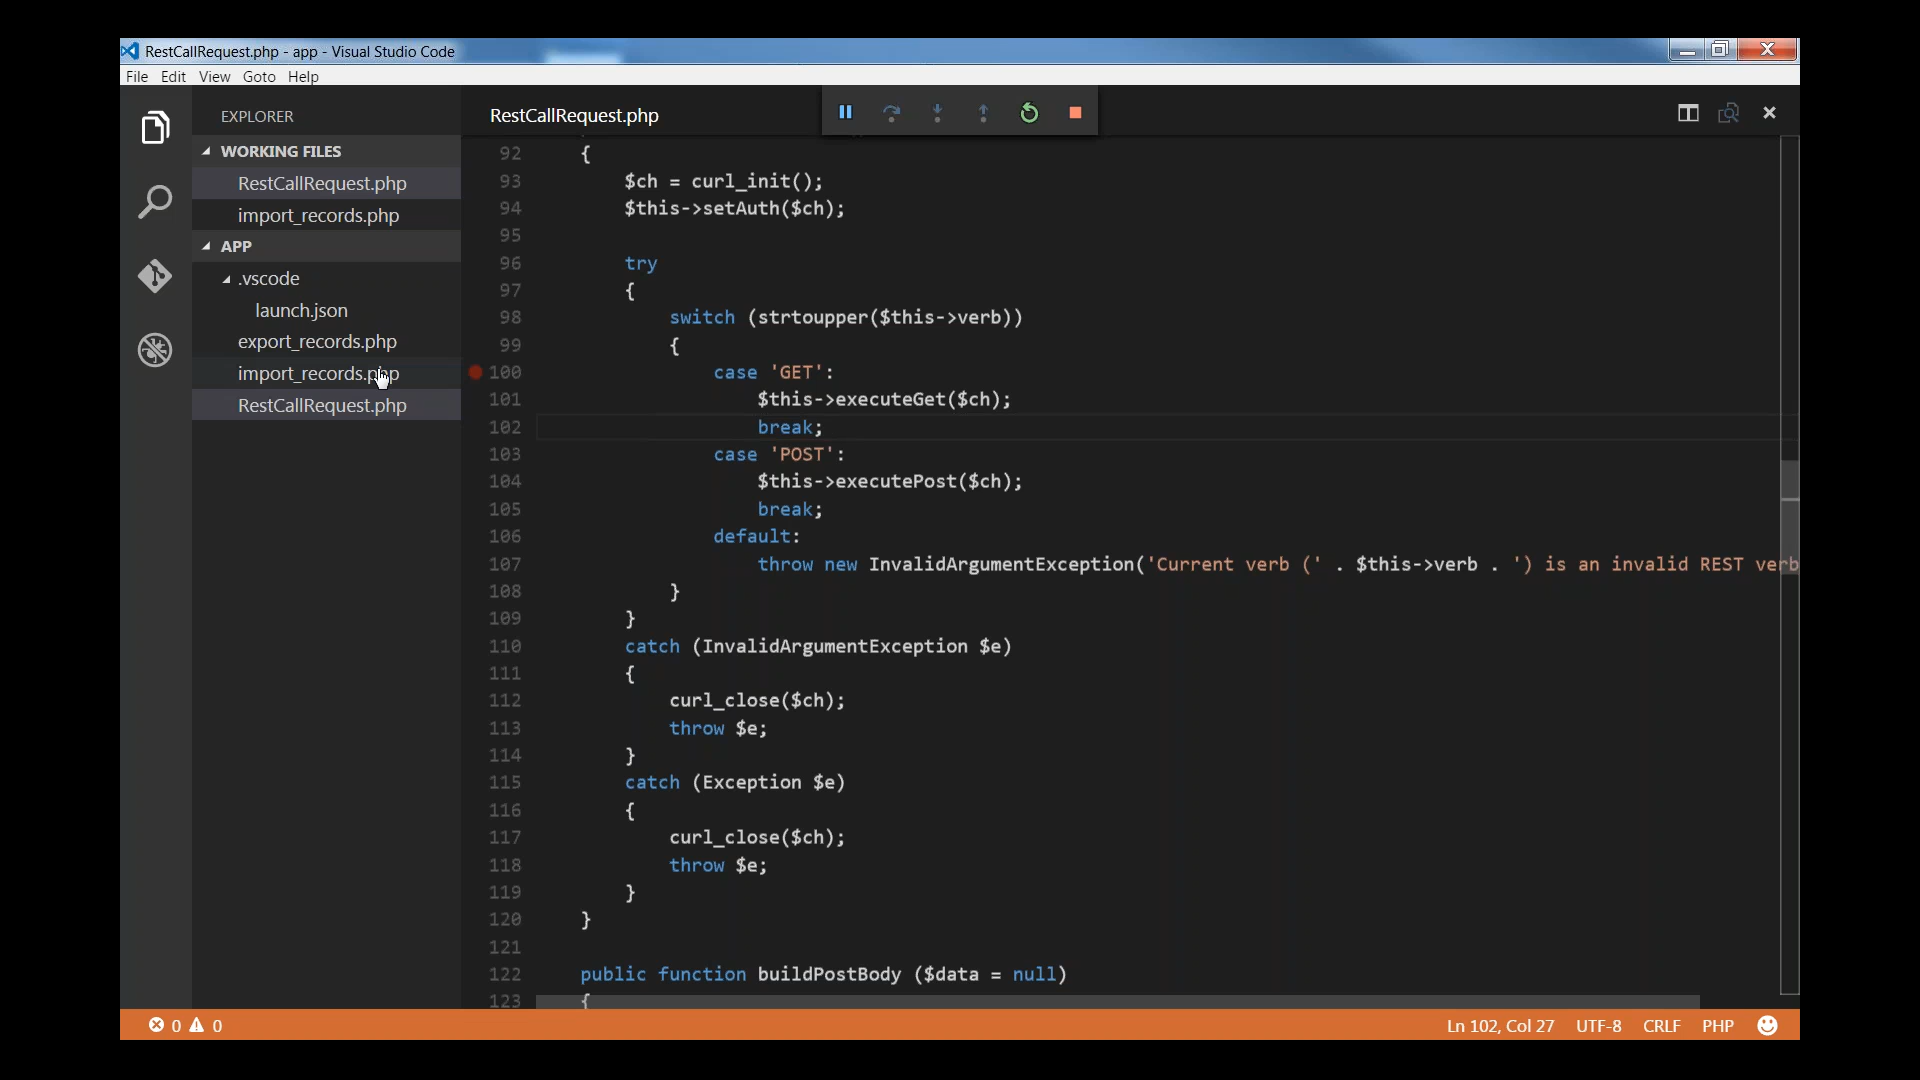 RestCallRequest.php - app - Visual Studio Code
File Edit View Goto Help
EXPLORER
WORKING FILES
RestCallRequest.php
import_records.php
APP
.vscode
launch.json
export_records.php
import_records.php
RestCallRequest.php
RestCallRequest.php
92 {
93 $ch = curl_init();
94 $this->setAuth($ch);
95
96 try
97 {
98 switch (strtoupper($this->verb))
99 {
100 case 'GET':
101 $this->executeGet($ch);
102 break;
103 case 'POST':
104 $this->executePost($ch);
105 break;
106 default:
107 throw new InvalidArgumentException('Current verb (' . $this->verb . ') is an invalid REST verb
108 }
109 }
110 catch (InvalidArgumentException $e)
111 {
112 curl_close($ch);
113 throw $e;
114 }
115 catch (Exception $e)
116 {
117 curl_close($ch);
118 throw $e;
119 }
120 }
121
122 public function buildPostBody ($data = null)
123 {
0 0 Ln 102, Col 27 UTF-8 CRLF PHP